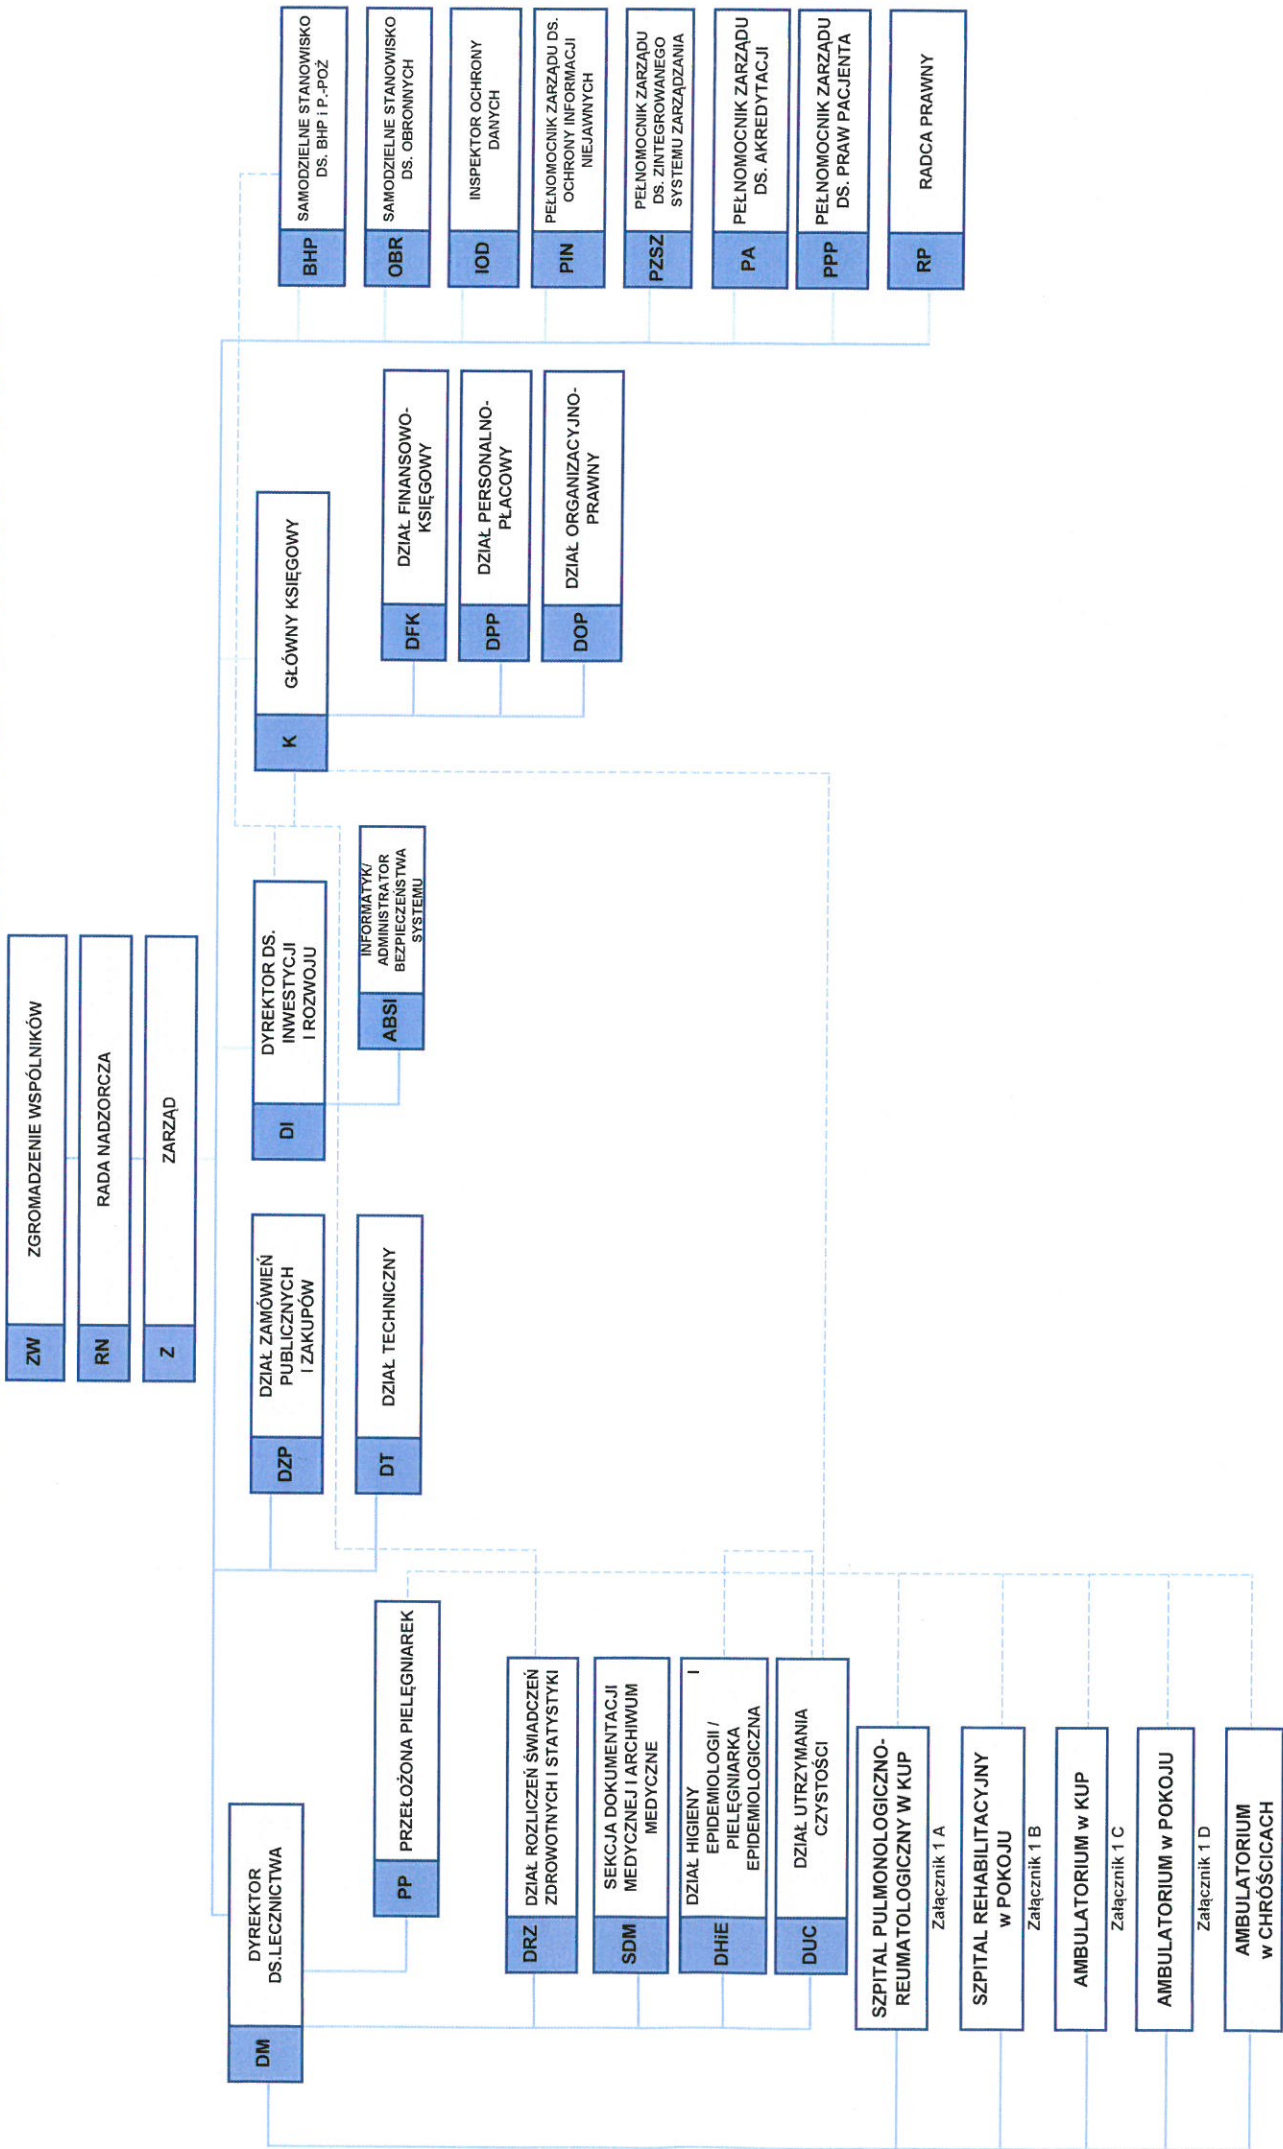 ZW
ZGROMADZENIE WSPÓLNIKÓW
RN
RADA NADZORCZA
Z
ZARZĄD
DM
DYREKTOR
DS.LECZNICTWA
PP
PRZEŁOŻONA PIELĘGNIAREK
DRZ
DZIAŁ ROZLICZEŃ ŚWIADCZEŃ
ZDROWOTNYCH I STATYSTYKI
SDM
SEKCJA DOKUMENTACJI
MEDYCZNEJ I ARCHIWUM
MEDYCZNE
DHiE
DZIAŁ HIGIENY I
EPIDEMIOLOGII /
PIELĘGNIARKA
EPIDEMIOLOGICZNA
DUC
DZIAŁ UTRZYMANIA
CZYSTOŚCI
SZPITAL PULMONOLOGICZNO-
REUMATOLOGICZNY W KUP
Załącznik 1 A
SZPITAL REHABILITACYJNY
w POKOJU
Załącznik 1 B
AMBULATORIUM w KUP
Załącznik 1 C
AMBULATORIUM w POKOJU
Załącznik 1 D
AMBULATORIUM
w CHRÓŚCICACH
DZP
DZIAŁ ZAMÓWIEŃ
PUBLICZNYCH
I ZAKUPÓW
DT
DZIAŁ TECHNICZNY
DI
DYREKTOR DS.
INWESTYCJI
I ROZWOJU
ABSI
INFORMATYK/
ADMINISTRATOR
BEZPIECZEŃSTWA
SYSTEMU
K
GŁÓWNY KSIĘGOWY
DFK
DZIAŁ FINANSOWO-
KSIĘGOWY
DPP
DZIAŁ PERSONALNO-
PŁACOWY
DOP
DZIAŁ ORGANIZACYJNO-
PRAWNY
BHP
SAMODZIELNE STANOWISKO
DS. BHP i P.-POŻ
OBR
SAMODZIELNE STANOWISKO
DS. OBRONNYCH
IOD
INSPEKTOR OCHRONY
DANYCH
PIN
PEŁNOMOCNIK ZARZĄDU DS.
OCHRONY INFORMACJI
NIEJAWNYCH
PZSZ
PEŁNOMOCNIK ZARZĄDU
DS. ZINTEGROWANEGO
SYSTEMU ZARZĄDZANIA
PA
PEŁNOMOCNIK ZARZĄDU
DS. AKREDYTACJI
PPP
PEŁNOMOCNIK ZARZĄDU
DS. PRAW PACJENTA
RP
RADCA PRAWNY